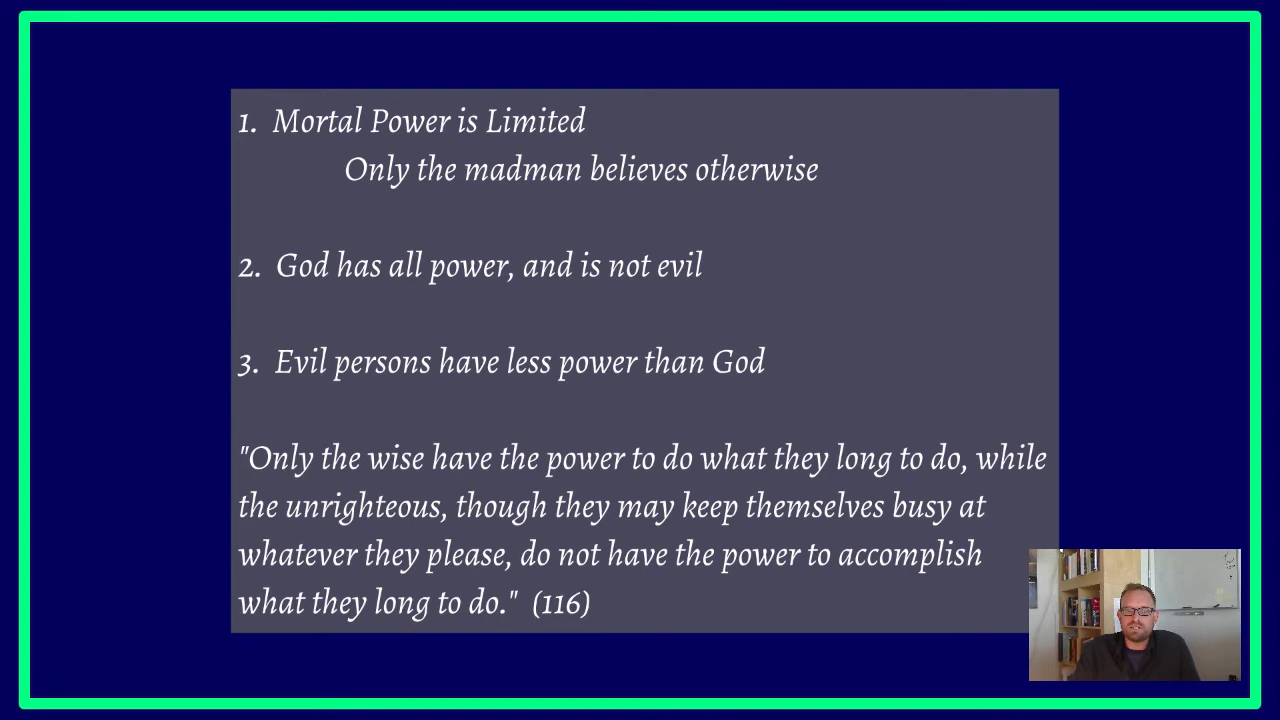 1. Mortal Power is Limited
Only the madman believes otherwise
2. God has all power, and is not evil
3. Evil persons have less power than God
"Only the wise have the power to do what they long to do, while
the unrighteous, though they may keep themselves busy at
whatever they please, do not have the power to accomplish
what they long to do." (116)